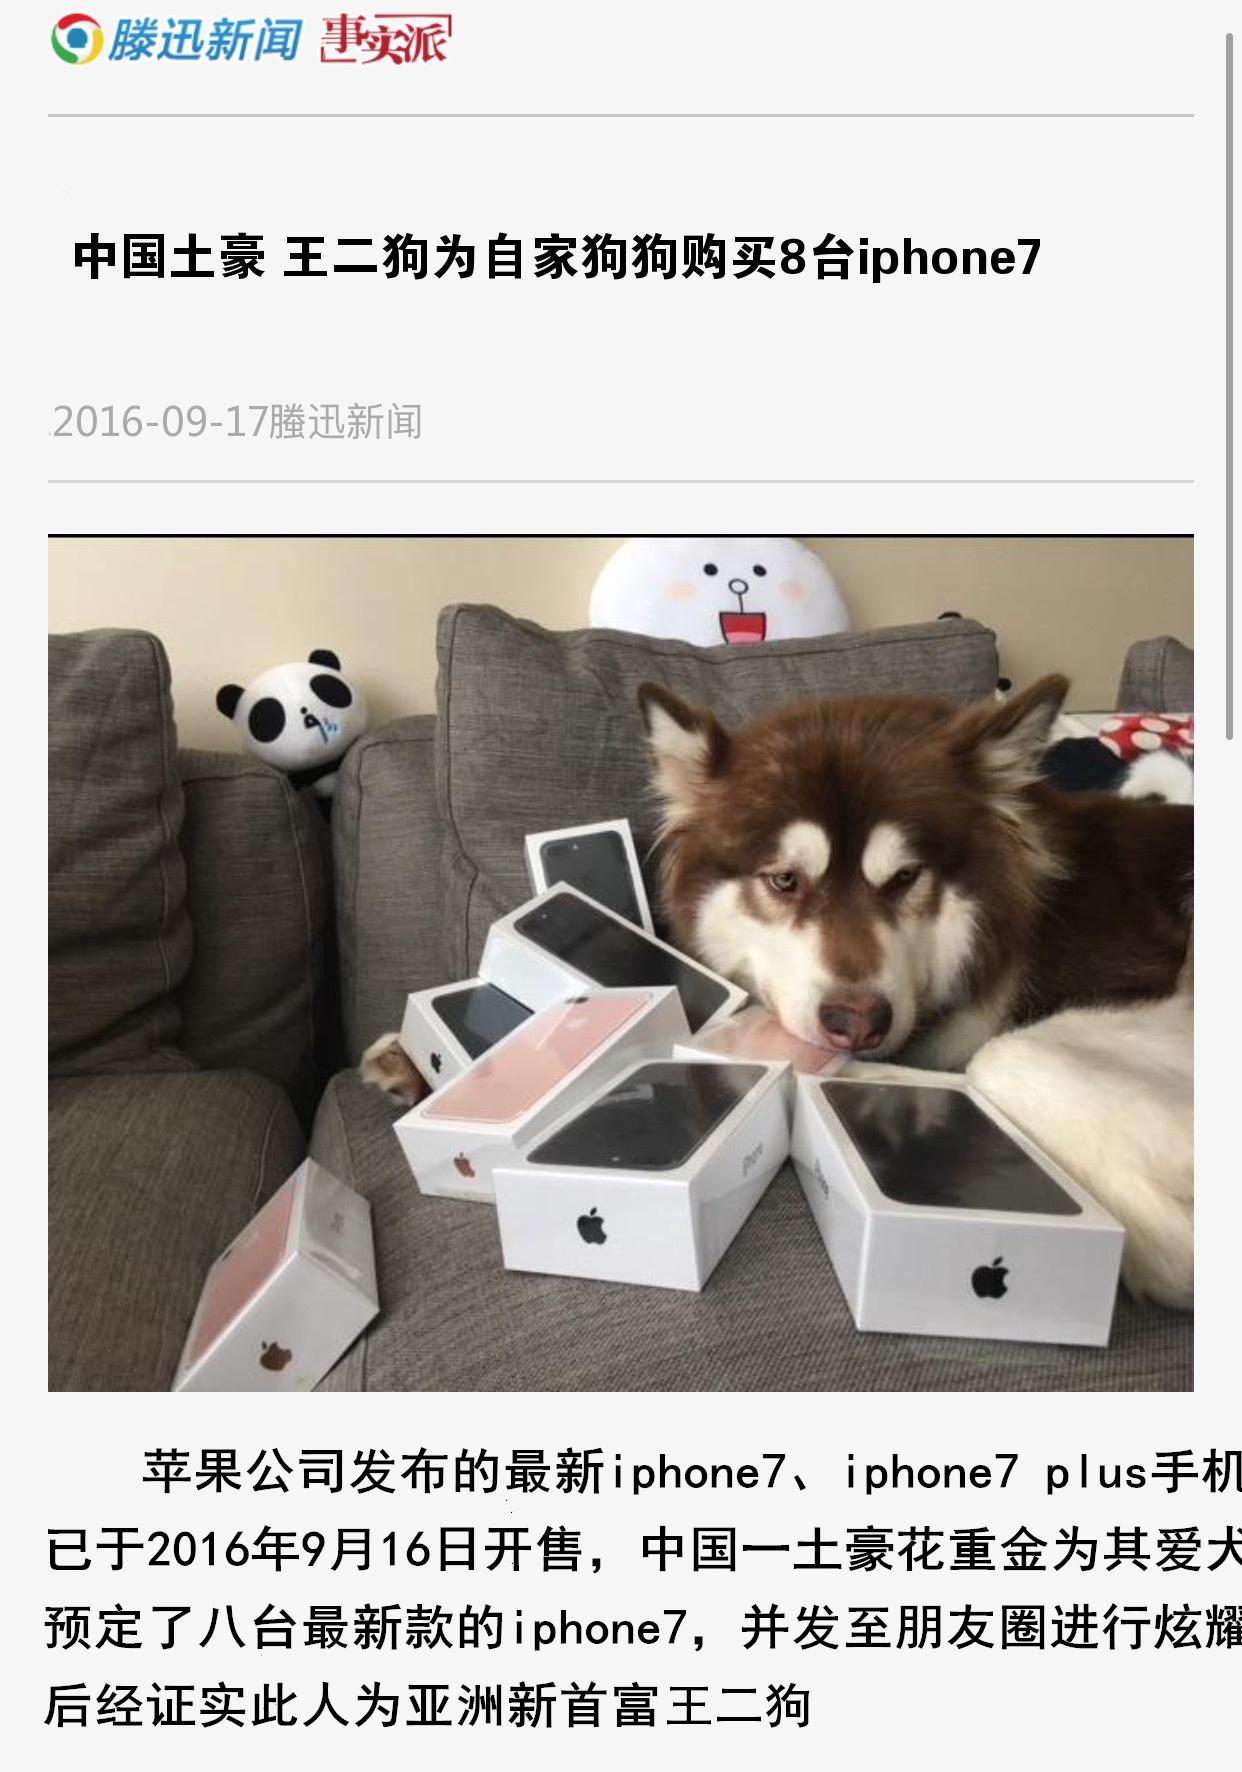 滕迅新闻 事实派
中国土豪 王二狗为自家狗狗购买8台iphone7
2016-09-17滕迅新闻
iPhone
苹果公司发布的最新iphone7、iphone7 plus手机
已于2016年9月16日开售，中国一土豪花重金为其爱犬
预定了八台最新款的iphone7，并发至朋友圈进行炫耀
后经证实此人为亚洲新首富王二狗